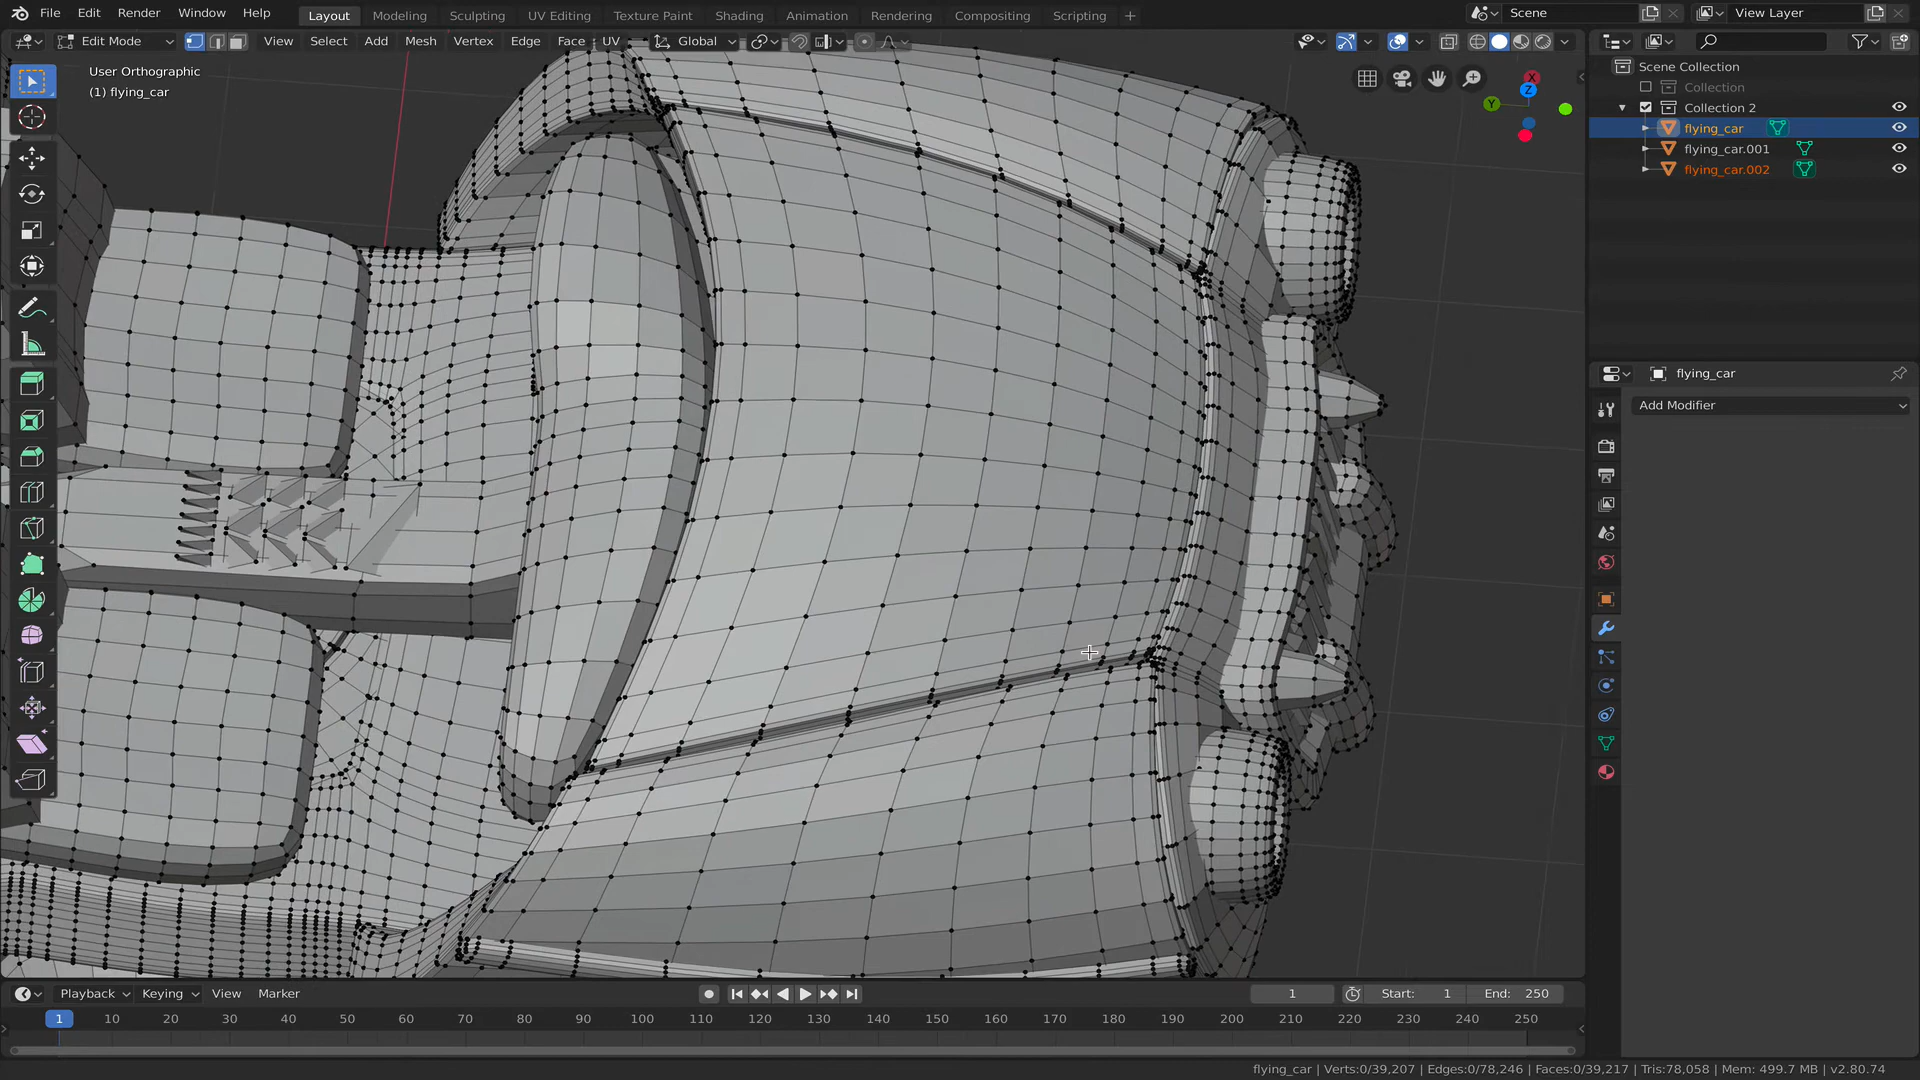 File Edit Render Window Help Layout Modeling Sculpting UV Editing Texture Paint Shading Animation Rendering Compositing Scripting + Scene View Layer
Edit Mode View Select Add Mesh Vertex Edge Face UV Global
User Orthographic
(1) flying_car
X
Y
Z
Scene Collection
Collection
Collection 2
flying_car
flying_car.001
flying_car.002
flying_car
Add Modifier
Playback Keying View Marker 1 Start: 1 End: 250
1 10 20 30 40 50 60 70 80 90 100 110 120 130 140 150 160 170 180 190 200 210 220 230 240 250
flying_car | Verts:0/39,207 | Edges:0/78,246 | Faces:0/39,217 | Tris:78,058 | Mem: 499.7 MB | v2.80.74